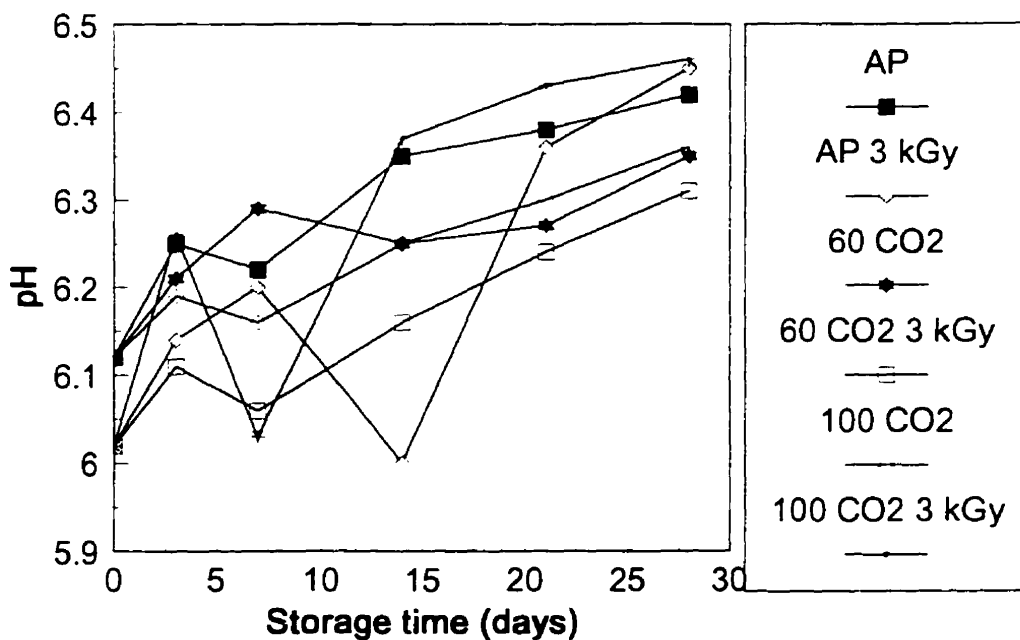 6.5
6.4
6.3
6.2
6.1
6
5.9
pH
0 5 10 15 20 25 30
Storage time (days)
AP
AP 3 kGy
60 CO2
60 CO2 3 kGy
100 CO2
100 CO2 3 kGy